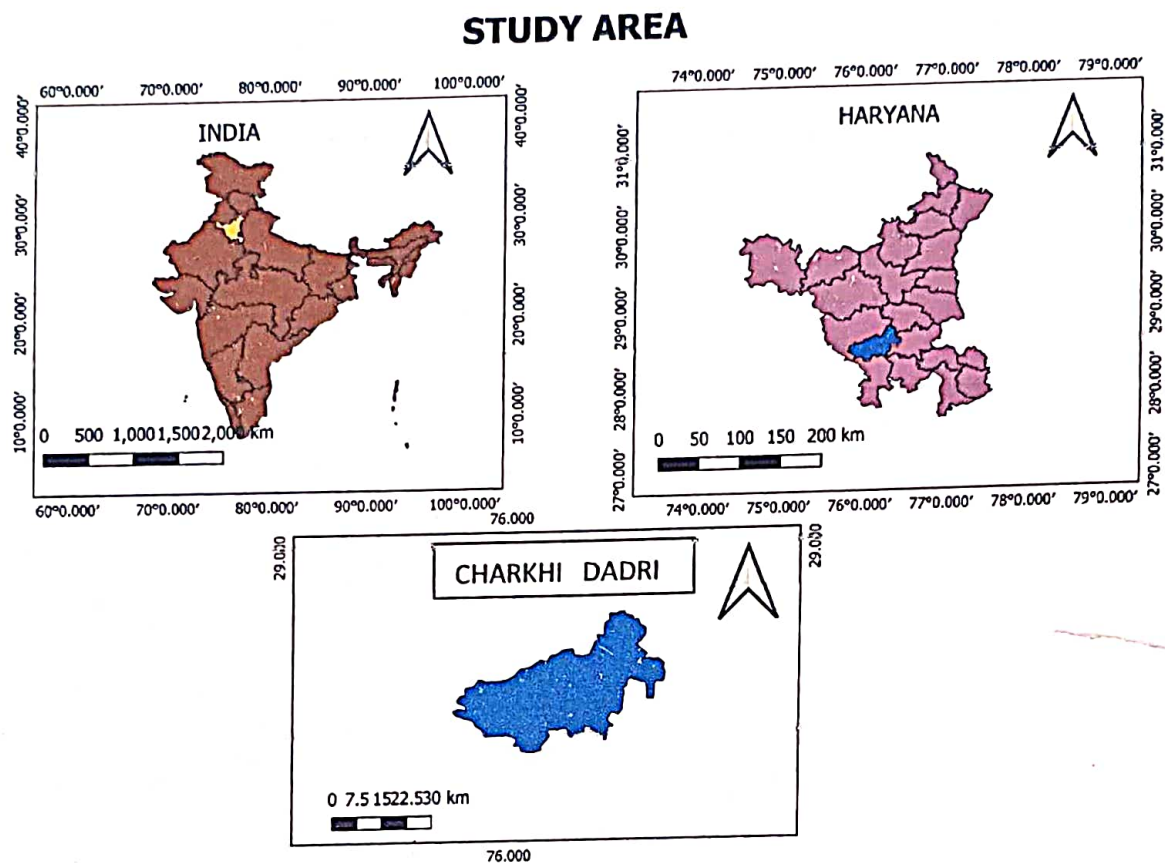 STUDY AREA
60°0.000' 70°0.000' 80°0.000' 90°0.000' 100°0.000'
40°0.000' 30°0.000' 20°0.000' 10°0.000'
INDIA
40°0.000' 30°0.000' 20°0.000' 10°0.000'
0 500 1,000 1,500 2,000 km
60°0.000' 70°0.000' 80°0.000' 90°0.000' 100°0.000'
74°0.000' 75°0.000' 76°0.000' 77°0.000' 78°0.000' 79°0.000'
31°0.000' 30°0.000' 29°0.000' 28°0.000' 27°0.000'
HARYANA
31°0.000' 30°0.000' 29°0.000' 28°0.000' 27°0.000'
0 50 100 150 200 km
74°0.000' 75°0.000' 76°0.000' 77°0.000' 78°0.000' 79°0.000'
76.000
29.000
CHARKHI DADRI
29.000
0 7.5 1522.530 km
76.000